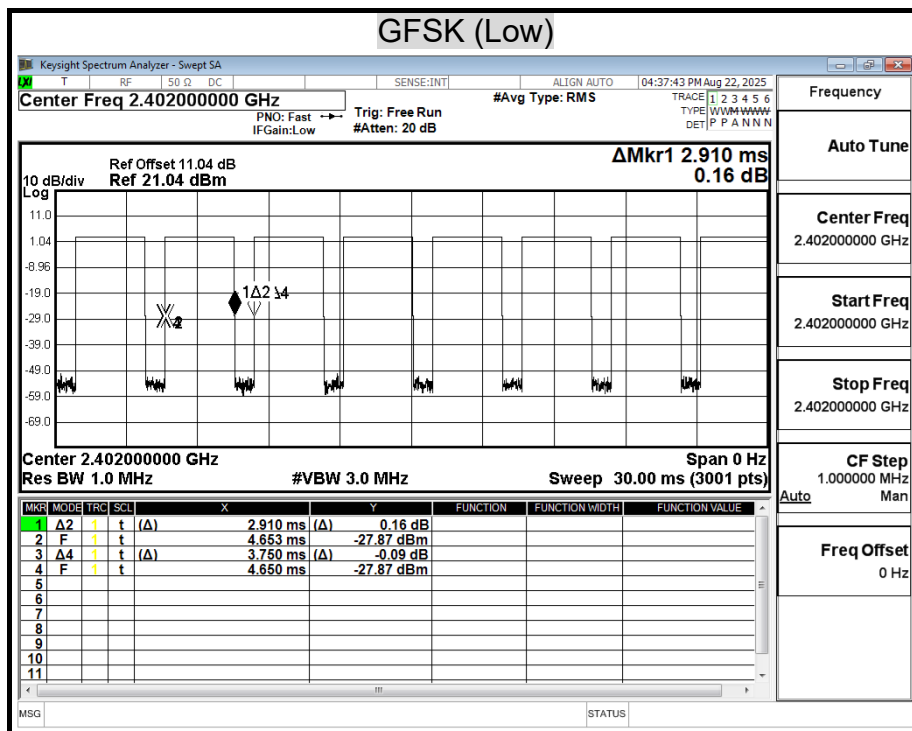 GFSK (Low)
Keysight Spectrum Analyzer - Swept SA
LXI T RF 50 Ω DC SENSE:INT ALIGN AUTO 04:37:43 PM Aug 22, 2025
Center Freq 2.402000000 GHz
PNO: Fast
IFGain:Low
Trig: Free Run
#Atten: 20 dB
#Avg Type: RMS
TRACE 1 2 3 4 5 6
TYPE WWMWWWW
DET P P A N N N
ΔMkr1 2.910 ms
0.16 dB
Ref Offset 11.04 dB
10 dB/div Ref 21.04 dBm
Log
11.0
1.04
-8.96
-19.0
1Δ2
-29.0
-39.0
-49.0
-59.0
-69.0
Center 2.402000000 GHz Span 0 Hz
Res BW 1.0 MHz #VBW 3.0 MHz Sweep 30.00 ms (3001 pts)
MKR MODE TRC SCL X Y FUNCTION FUNCTION WIDTH FUNCTION VALUE
1 Δ2 1 t (Δ) 2.910 ms (Δ) 0.16 dB
2 F 1 t 4.653 ms -27.87 dBm
3 Δ4 1 t (Δ) 3.750 ms (Δ) -0.09 dB
4 F 1 t 4.650 ms -27.87 dBm
5
6
7
8
9
10
11
MSG STATUS
Frequency
Auto Tune
Center Freq
2.402000000 GHz
Start Freq
2.402000000 GHz
Stop Freq
2.402000000 GHz
CF Step
1.000000 MHz
Auto Man
Freq Offset
0 Hz